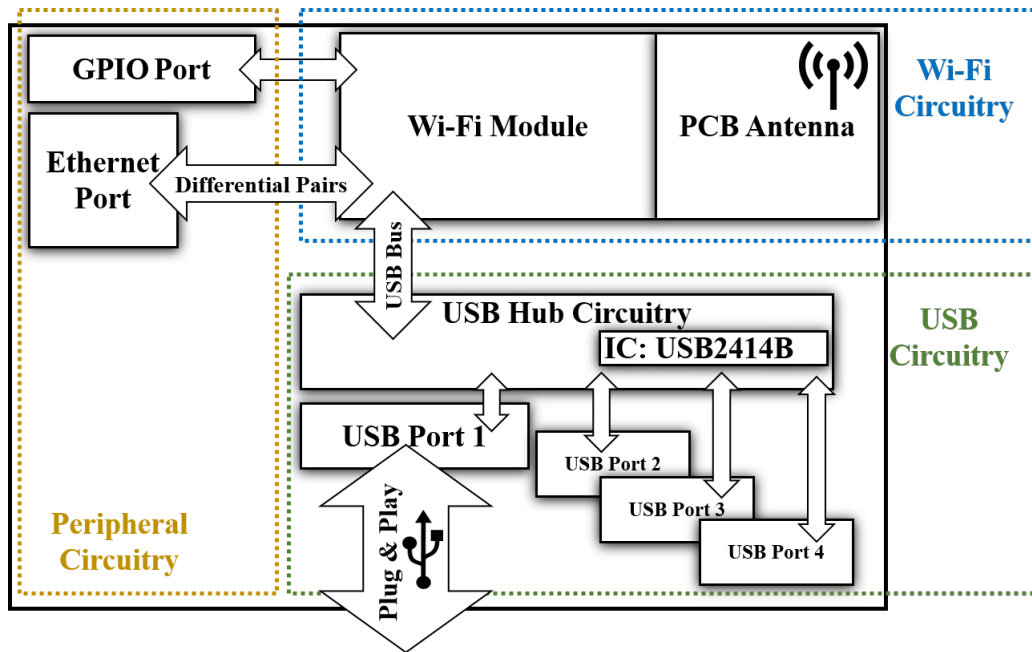 GPIO Port
Ethernet
Port
Differential Pairs
Wi-Fi Module
PCB Antenna
Wi-Fi
Circuitry
USB Bus
USB Hub Circuitry
IC: USB2414B
USB
Circuitry
USB Port 1
USB Port 2
USB Port 3
USB Port 4
Plug & Play
Peripheral
Circuitry